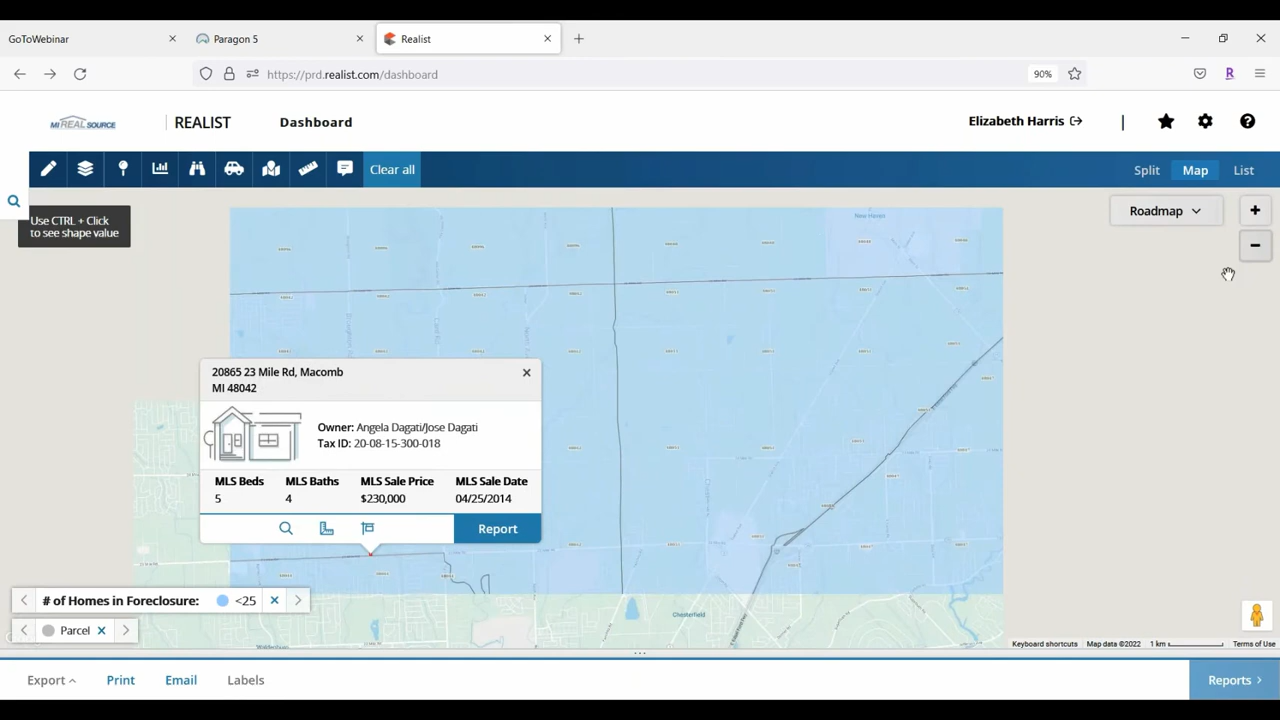 GoToWebinar
Paragon 5
Realist
https://prd.realist.com/dashboard
90%
MI REAL SOURCE
REALIST
Dashboard
Elizabeth Harris
Clear all
Split
Map
List
Use CTRL + Click
to see shape value
Roadmap
New Haven
20865 23 Mile Rd, Macomb
MI 48042
Owner: Angela Dagati/Jose Dagati
Tax ID: 20-08-15-300-018
MLS Beds MLS Baths MLS Sale Price MLS Sale Date
5 4 $230,000 04/25/2014
Report
# of Homes in Foreclosure: <25
Parcel
Chesterfield
Waldenburg
Keyboard shortcuts Map data ©2022 1 km Terms of Use
Export
Print
Email
Labels
Reports